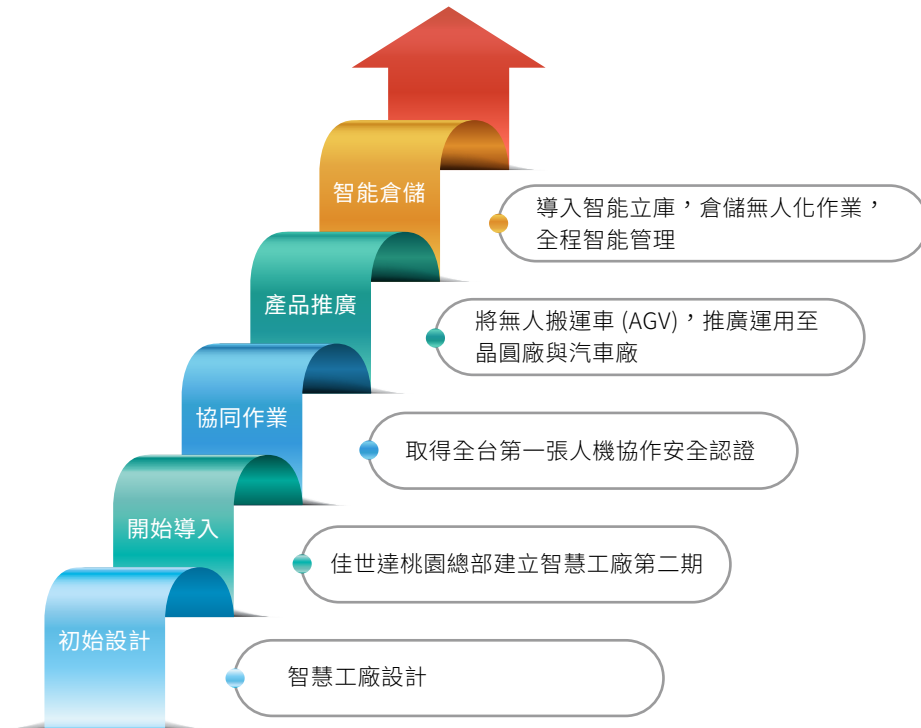 智能倉儲
導入智能立庫，倉儲無人化作業，
全程智能管理
產品推廣
將無人搬運車 (AGV)，推廣運用至
晶圓廠與汽車廠
協同作業
取得全台第一張人機協作安全認證
開始導入
佳世達桃園總部建立智慧工廠第二期
初始設計
智慧工廠設計